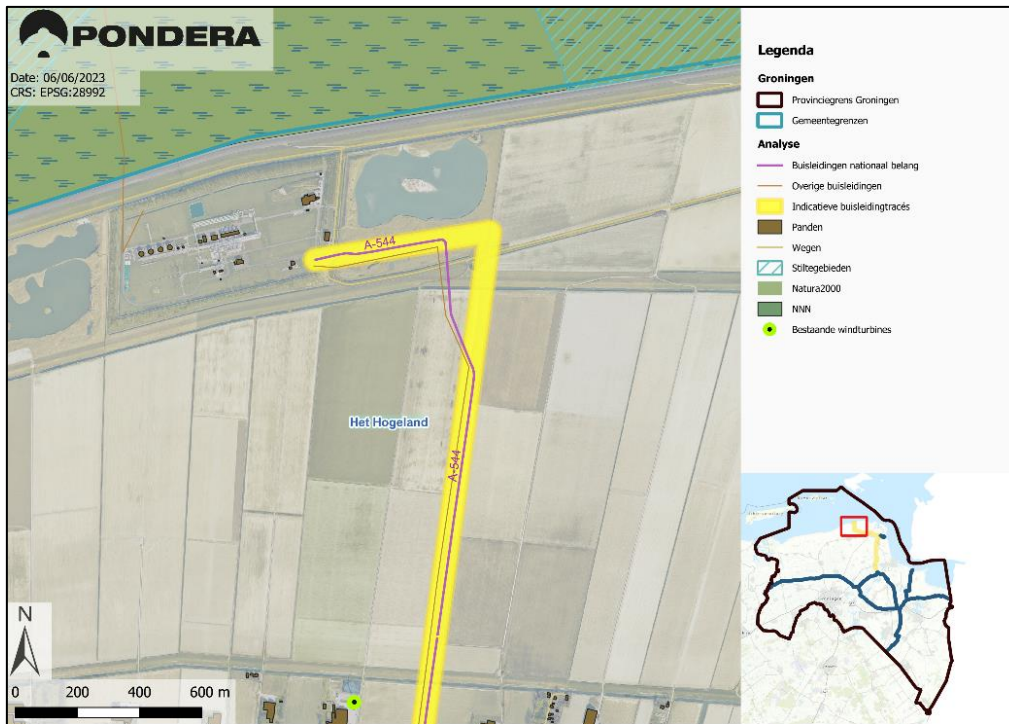 PONDERA
Date: 06/06/2023
CRS: EPSG:28992
A-544
Het Hogeland
A-544
N
0 200 400 600 m
Legenda
Groningen
Provinciegrens Groningen
Gemeentegrenzen
Analyse
Buisleidingen nationaal belang
Overige buisleidingen
Indicatieve buisleidingtracés
Panden
Wegen
Stiltegebieden
Natura2000
NNN
Bestaande windturbines